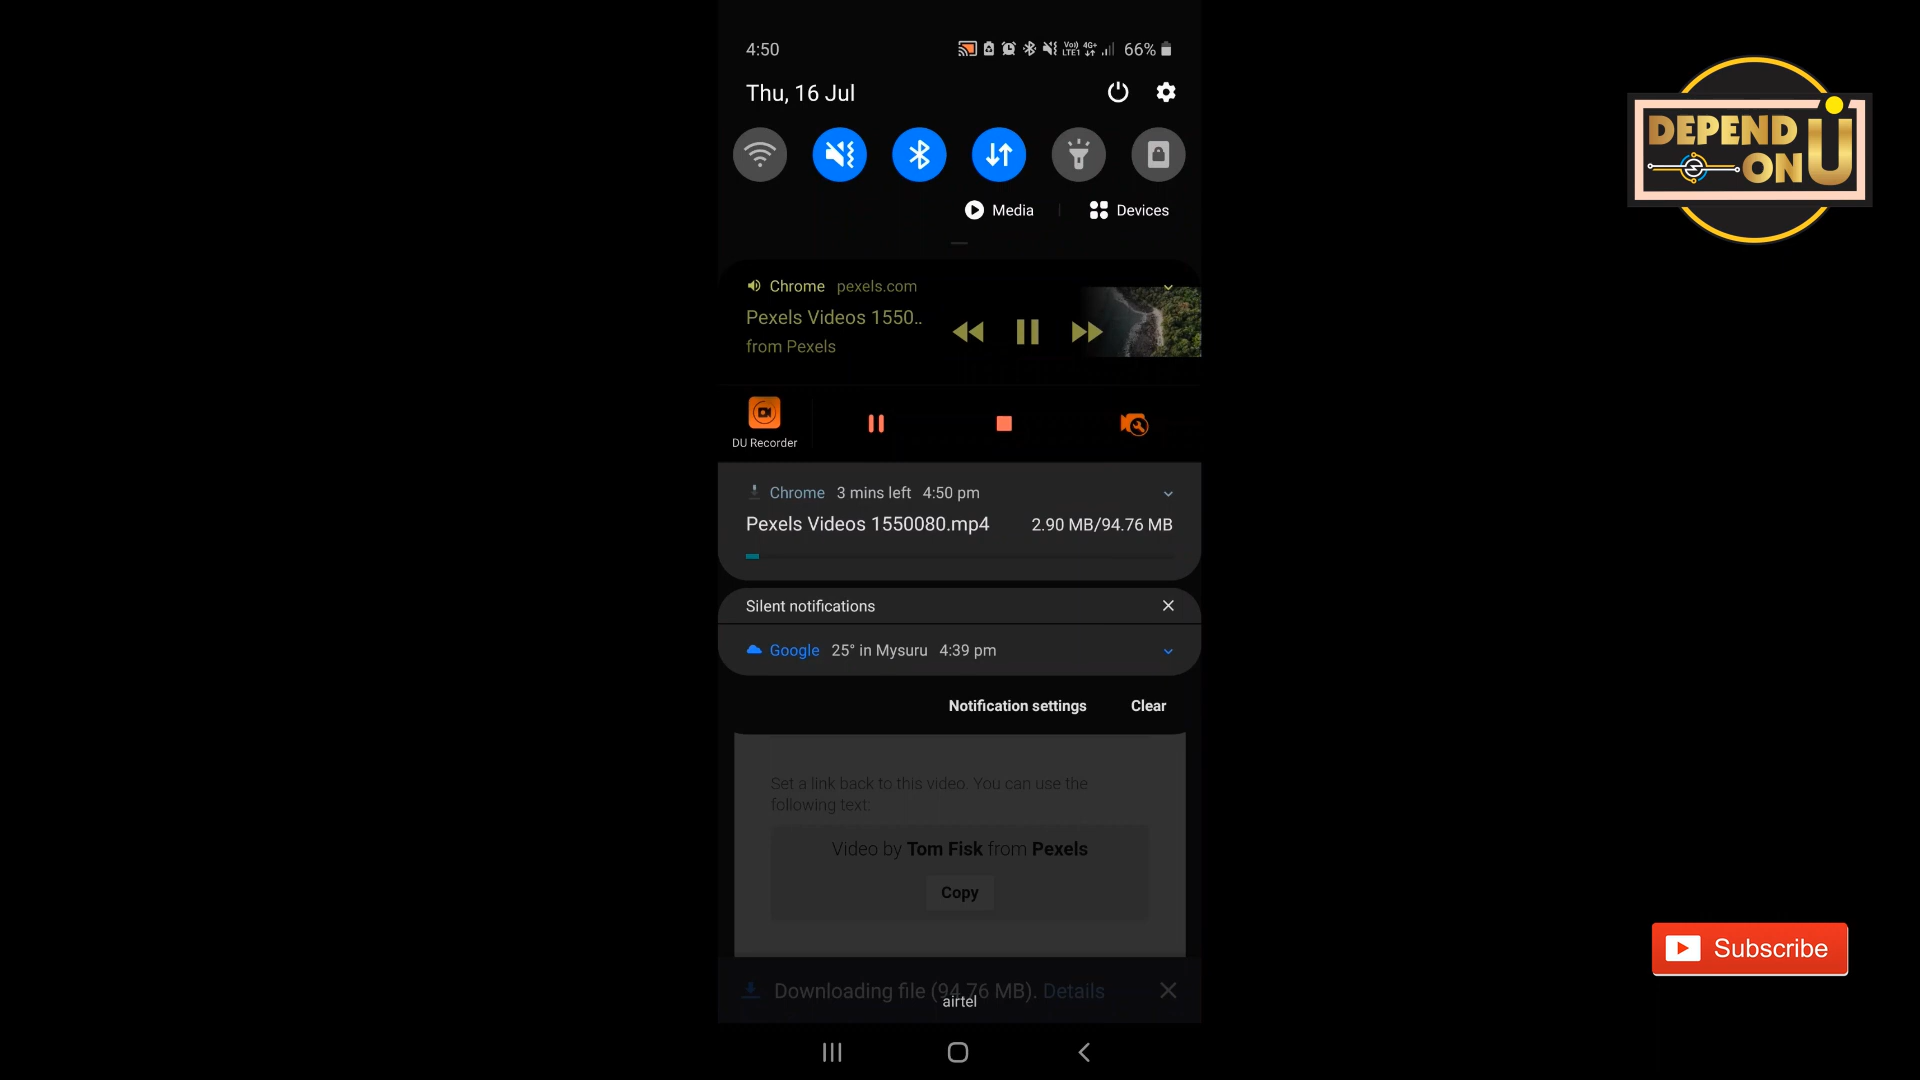 4:50
Vo)) 4G+
LTE1
66%
Thu, 16 Jul
Media
Devices
Chrome pexels.com
Pexels Videos 1550..
from Pexels
DU Recorder
Chrome 3 mins left 4:50 pm
Pexels Videos 1550080.mp4 2.90 MB/94.76 MB
Silent notifications
Google 25° in Mysuru 4:39 pm
Notification settings Clear
Set a link back to this video. You can use the
following text:
Video by Tom Fisk from Pexels
Copy
Downloading file (94.76 MB). Details
airtel
DEPEND
ON U
Subscribe